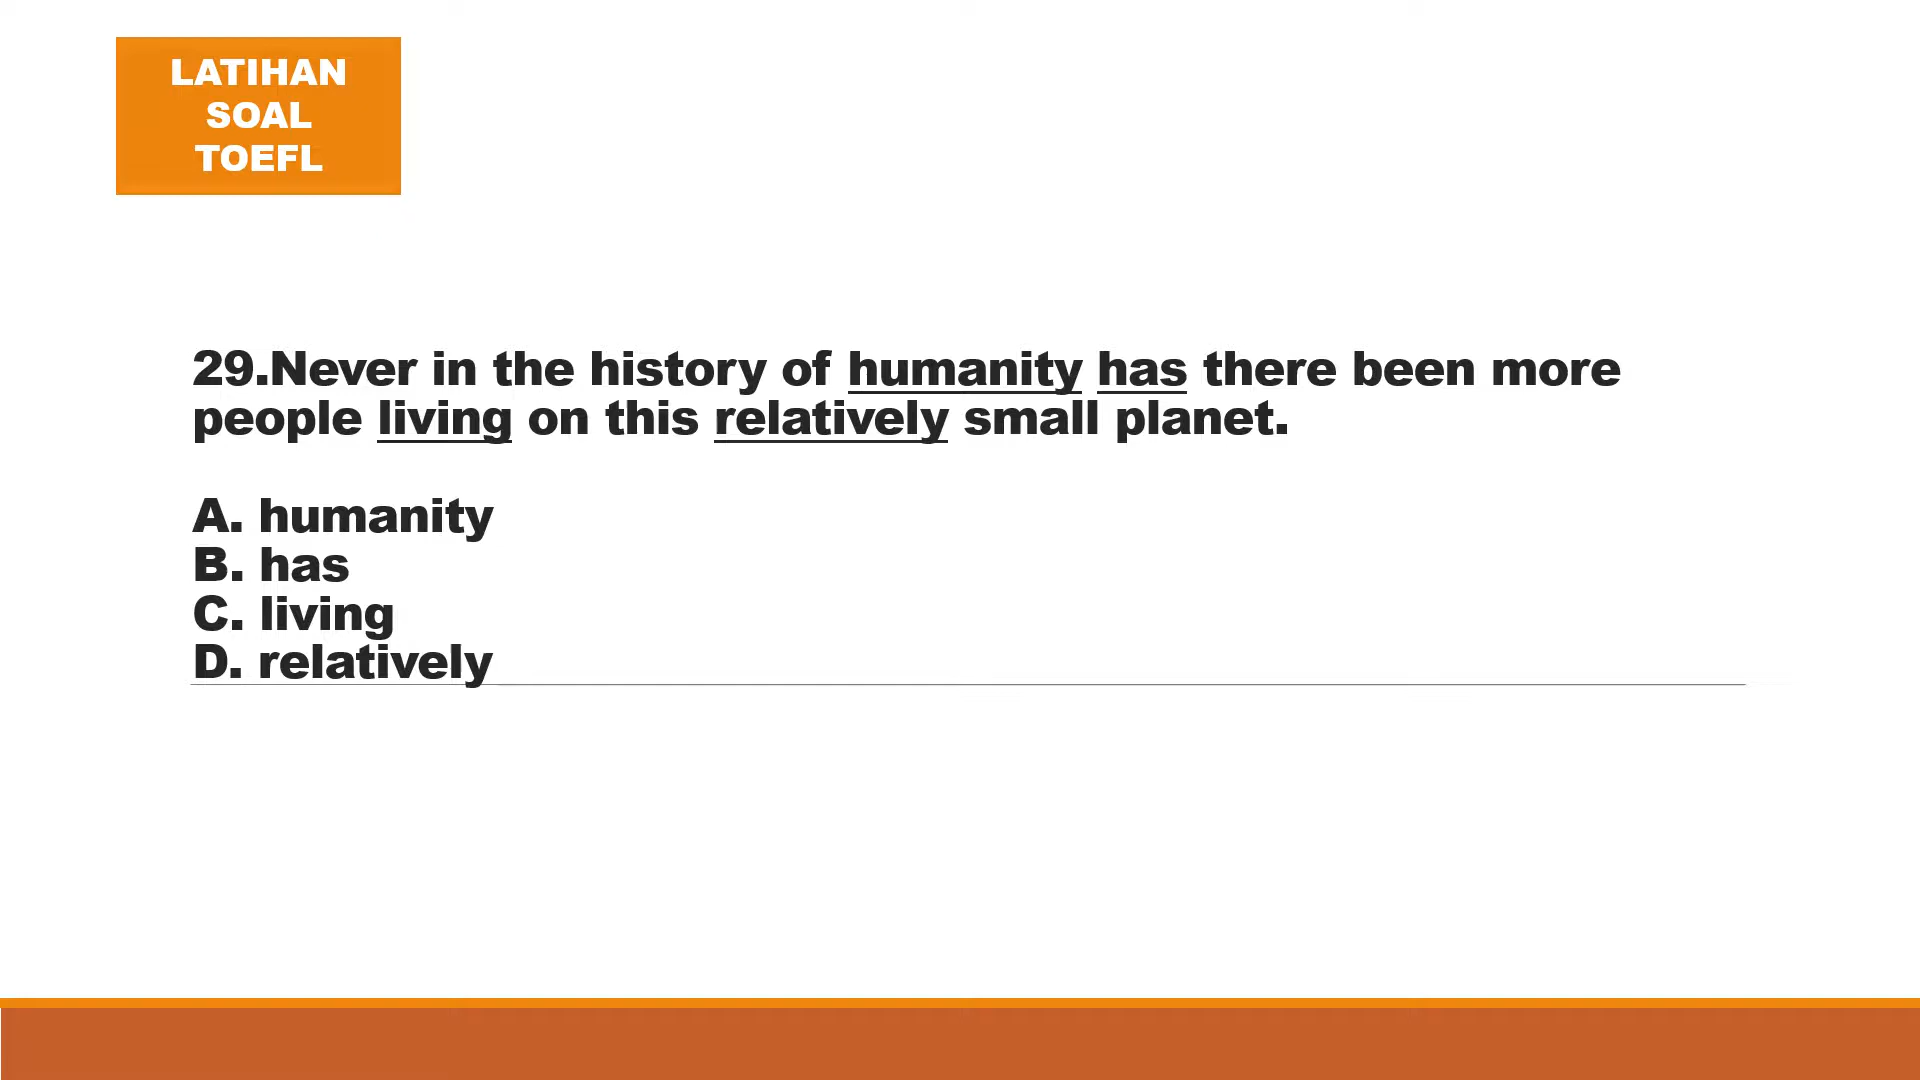 LATIHAN
SOAL
TOEFL
29.Never in the history of humanity has there been more
people living on this relatively small planet.
A. humanity
B. has
C. living
D. relatively